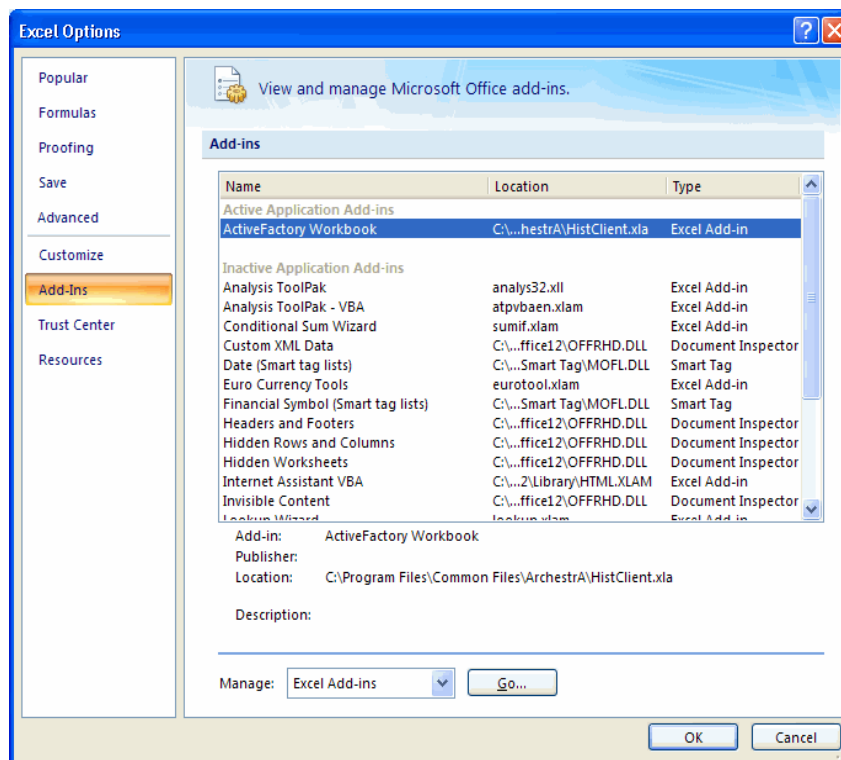 Excel Options
Popular
Formulas
Proofing
Save
Advanced
Customize
Add-Ins
Trust Center
Resources
View and manage Microsoft Office add-ins.
Add-ins
Name Location Type
Active Application Add-ins
ActiveFactory Workbook C:\...hestrA\HistClient.xla Excel Add-in
Inactive Application Add-ins
Analysis ToolPak analys32.xll Excel Add-in
Analysis ToolPak - VBA atpvbaen.xlam Excel Add-in
Conditional Sum Wizard sumif.xlam Excel Add-in
Custom XML Data C:\...ffice12\OFFRHD.DLL Document Inspector
Date (Smart tag lists) C:\...Smart Tag\MOFL.DLL Smart Tag
Euro Currency Tools eurotool.xlam Excel Add-in
Financial Symbol (Smart tag lists) C:\...Smart Tag\MOFL.DLL Smart Tag
Headers and Footers C:\...ffice12\OFFRHD.DLL Document Inspector
Hidden Rows and Columns C:\...ffice12\OFFRHD.DLL Document Inspector
Hidden Worksheets C:\...ffice12\OFFRHD.DLL Document Inspector
Internet Assistant VBA C:\...2\Library\HTML.XLAM Excel Add-in
Invisible Content C:\...ffice12\OFFRHD.DLL Document Inspector
Lookup Wizard lookup.xlam Excel Add-in
Add-in: ActiveFactory Workbook
Publisher:
Location: C:\Program Files\Common Files\ArchestrA\HistClient.xla
Description:
Manage: Excel Add-ins Go...
OK Cancel